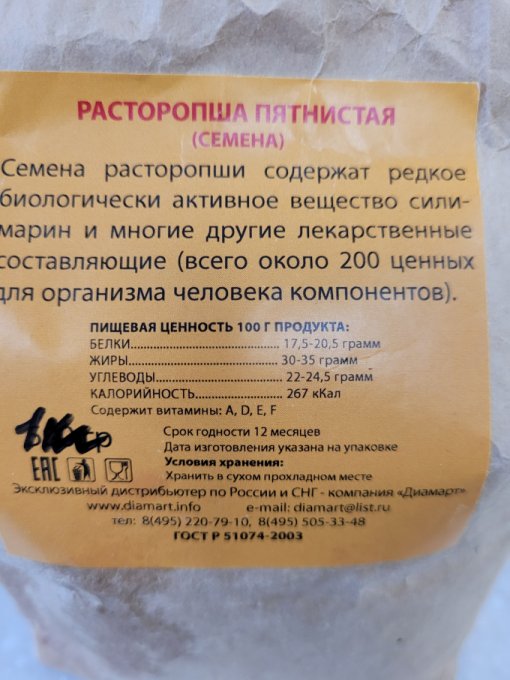 РАСТОРОПША ПЯТНИСТАЯ
(СЕМЕНА)
Семена расторопши содержат редкое
биологически активное вещество сили-
марин и многие другие лекарственные
составляющие (всего около 200 ценных
для организма человека компонентов).
ПИЩЕВАЯ ЦЕННОСТЬ 100 Г ПРОДУКТА:
БЕЛКИ........................................ 17,5-20,5 грамм
ЖИРЫ........................................ 30-35 грамм
УГЛЕВОДЫ................................. 22-24,5 грамм
КАЛОРИЙНОСТЬ....................... 267 кКал
Содержит витамины: A, D, E, F
Срок годности 12 месяцев
Дата изготовления указана на упаковке
Условия хранения:
Хранить в сухом прохладном месте
EAC
Эксклюзивный дистрибьютер по России и СНГ - компания «Диамарт»
www.diamart.info e-mail: diamart@list.ru
тел: 8(495) 220-79-10, 8(495) 505-33-48
ГОСТ Р 51074-2003